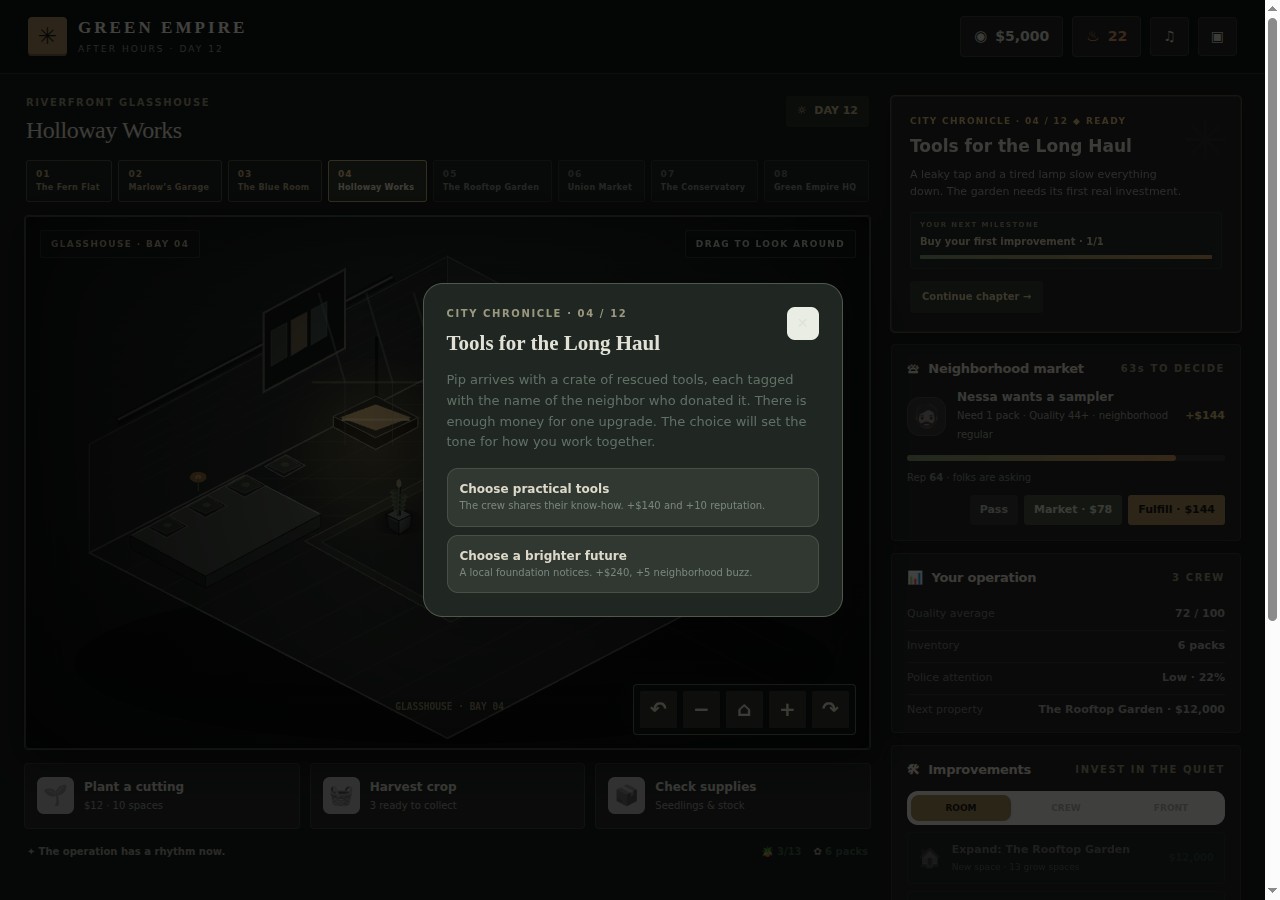 GREEN EMPIRE
AFTER HOURS · DAY 12
$5,000
22
RIVERFRONT GLASSHOUSE
Holloway Works
DAY 12
01
The Fern Flat
02
Marlow's Garage
03
The Blue Room
04
Holloway Works
05
The Rooftop Garden
06
Union Market
07
The Conservatory
08
Green Empire HQ
GLASSHOUSE · BAY 04
DRAG TO LOOK AROUND
GLASSHOUSE · BAY 04
Plant a cutting
$12 · 10 spaces
Harvest crop
3 ready to collect
Check supplies
Seedlings & stock
✦ The operation has a rhythm now.
3/13
✿ 6 packs
CITY CHRONICLE · 04 / 12
Tools for the Long Haul
Pip arrives with a crate of rescued tools, each tagged
with the name of the neighbor who donated it. There is
enough money for one upgrade. The choice will set the
tone for how you work together.
Choose practical tools
The crew shares their know-how. +$140 and +10 reputation.
Choose a brighter future
A local foundation notices. +$240, +5 neighborhood buzz.
CITY CHRONICLE · 04 / 12 ◆ READY
Tools for the Long Haul
A leaky tap and a tired lamp slow everything
down. The garden needs its first real investment.
YOUR NEXT MILESTONE
Buy your first improvement · 1/1
Continue chapter →
Neighborhood market
63s TO DECIDE
Nessa wants a sampler
Need 1 pack · Quality 44+ · neighborhood
regular
+$144
Rep 64 · folks are asking
Pass
Market · $78
Fulfill · $144
Your operation
3 CREW
Quality average
72 / 100
Inventory
6 packs
Police attention
Low · 22%
Next property
The Rooftop Garden · $12,000
Improvements
INVEST IN THE QUIET
ROOM
CREW
FRONT
Expand: The Rooftop Garden
New space · 13 grow spaces
$12,000